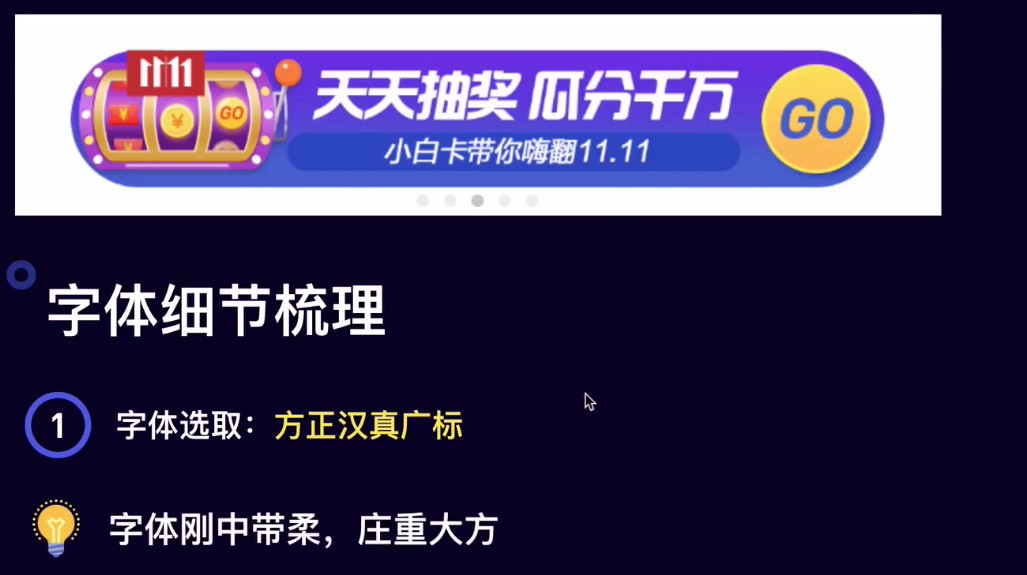 11.11
天天抽奖 瓜分千万
GO
GO
¥ ¥
小白卡带你嗨翻11.11
字体细节梳理
1 字体选取：方正汉真广标
字体刚中带柔，庄重大方